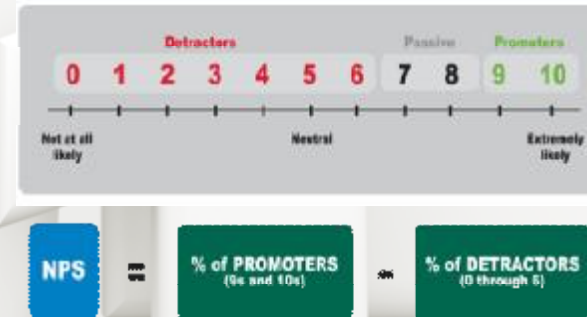 Detractors Passive Promoters
0 1 2 3 4 5 6 7 8 9 10
Not at all Neutral Extremely
likely likely
NPS = % of PROMOTERS - % of DETRACTORS
(9s and 10s) (0 through 6)